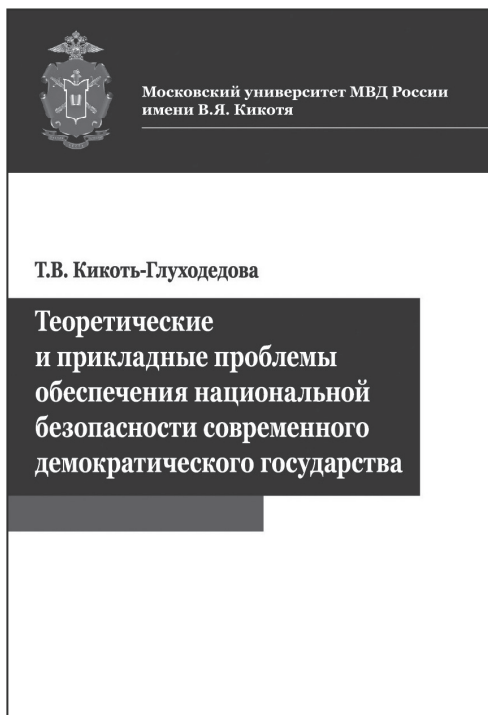 Московский университет МВД России
имени В.Я. Кикотя
Т.В. Кикоть-Глуходедова
Теоретические
и прикладные проблемы
обеспечения национальной
безопасности современного
демократического государства